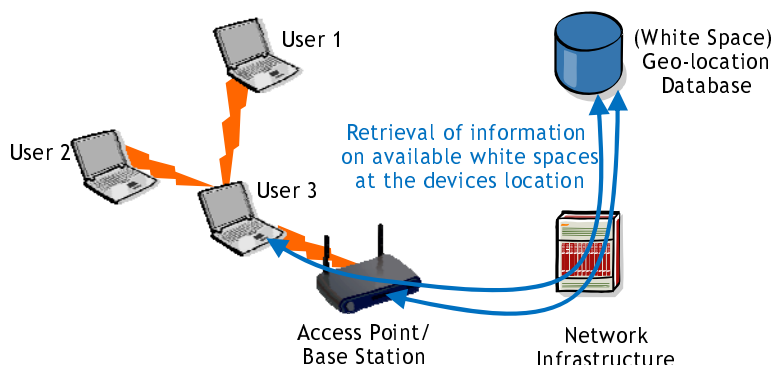 User 1
(White Space)
Geo-location
Database
Retrieval of information
on available white spaces
at the devices location
User 2
User 3
Access Point/
Base Station
Network
Infrastructure